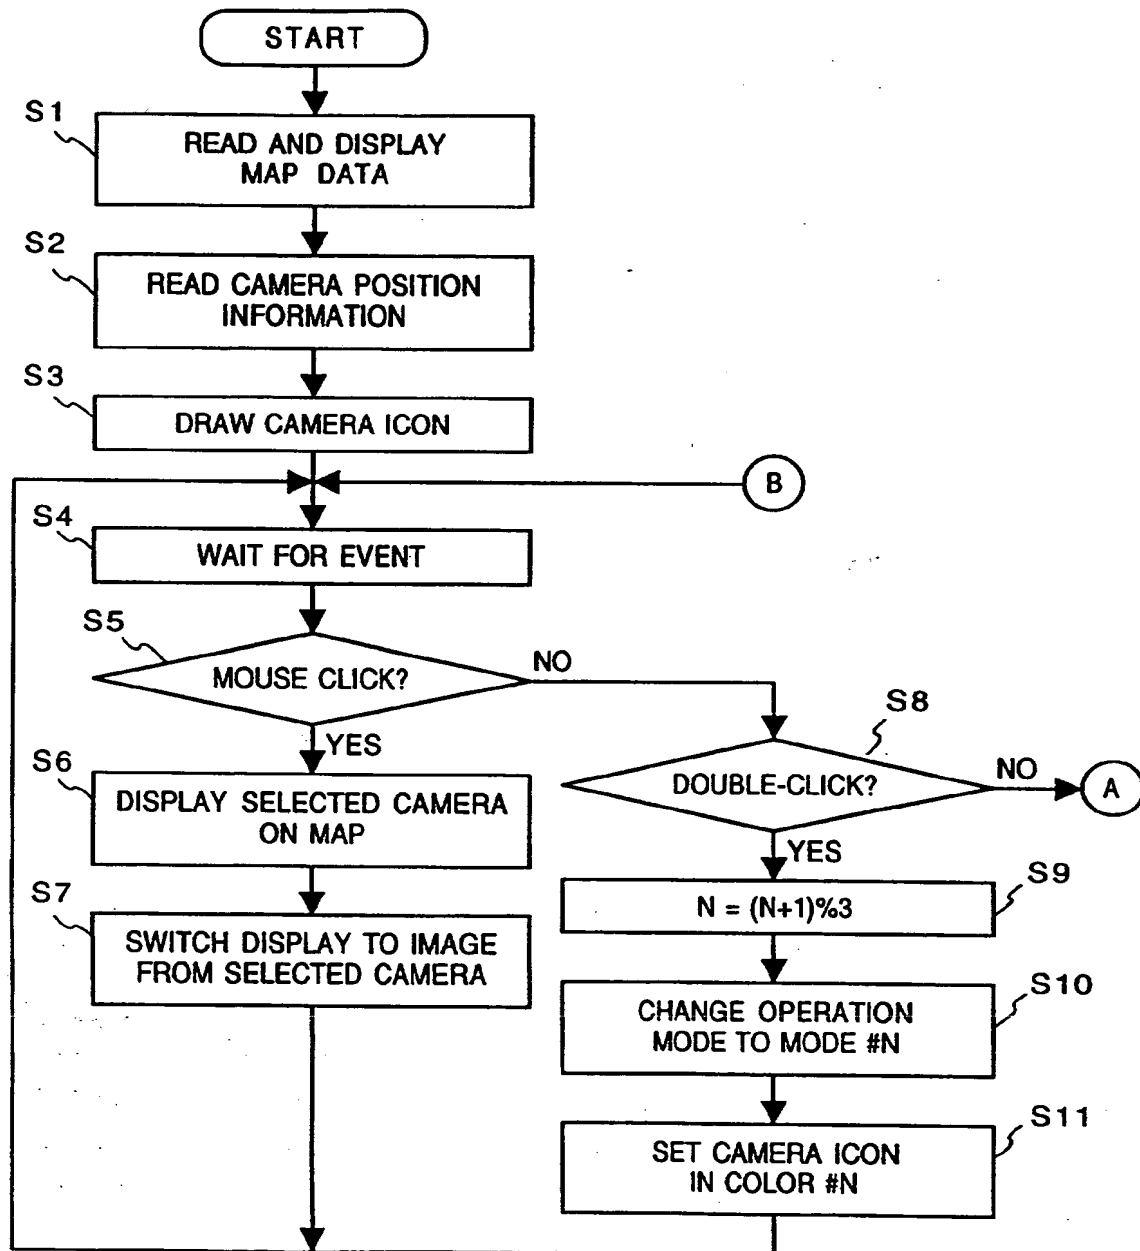 START
S1
READ AND DISPLAY
MAP DATA
S2
READ CAMERA POSITION
INFORMATION
S3
DRAW CAMERA ICON
B
S4
WAIT FOR EVENT
S5
MOUSE CLICK?
NO
YES
S8
DOUBLE-CLICK?
NO
A
YES
S6
DISPLAY SELECTED CAMERA
ON MAP
S7
SWITCH DISPLAY TO IMAGE
FROM SELECTED CAMERA
S9
N = (N+1)%3
S10
CHANGE OPERATION
MODE TO MODE #N
S11
SET CAMERA ICON
IN COLOR #N